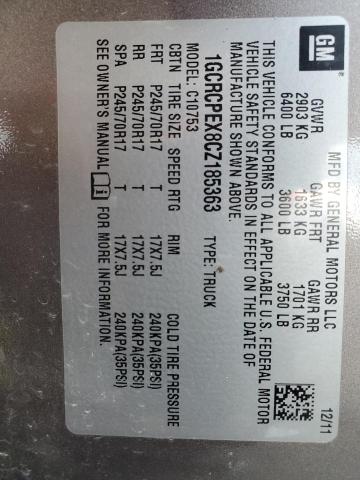 GM
MFD BY GENERAL MOTORS LLC
12/11
GVWR GAWR FRT GAWR RR
2903 KG 1633 KG 1701 KG
6400 LB 3600 LB 3750 LB
THIS VEHICLE CONFORMS TO ALL APPLICABLE U.S. FEDERAL MOTOR
VEHICLE SAFETY STANDARDS IN EFFECT ON THE DATE OF
MANUFACTURE SHOWN ABOVE.
1GCRCPEX8CZ185363 TYPE: TRUCK
MODEL: C10753
CBTN TIRE SIZE SPEED RTG RIM COLD TIRE PRESSURE
FRT P245/70R17 T 17X7.5J 240KPA(35PSI)
RR P245/70R17 T 17X7.5J 240KPA(35PSI)
SPA P245/70R17 T 17X7.5J 240KPA(35PSI)
SEE OWNER'S MANUAL i FOR MORE INFORMATION.